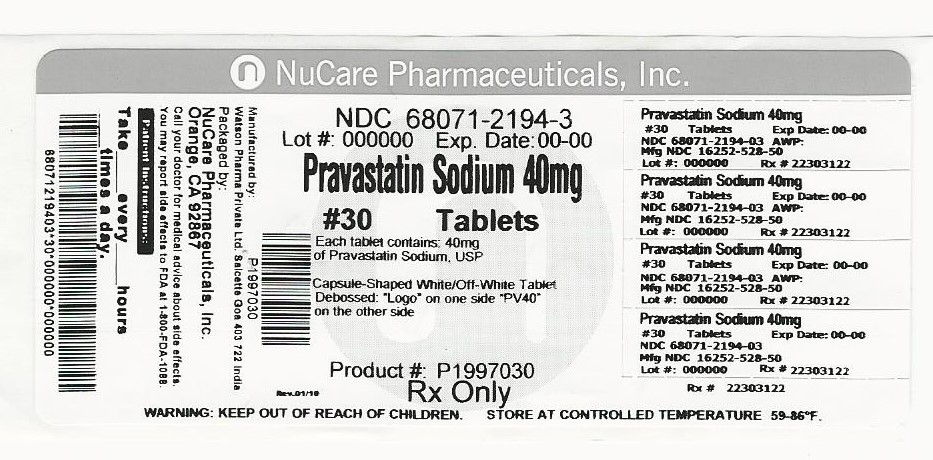 NuCare Pharmaceuticals, Inc.
68071219403*30*000000*000000
Take ___ every ___ hours
___ times a day.
Patient Instructions:
You may report side effects to FDA at 1-800-FDA-1088.
Call your doctor for medical advice about side effects.
Orange, CA 92867
NuCare Pharmaceuticals, Inc.
Packaged by:
Watson Pharma Private Ltd. Salcette Goa 403 722 India
Manufactured by:
P1997030
NDC 68071-2194-3
Lot #: 000000 Exp. Date: 00-00
Pravastatin Sodium 40mg
#30 Tablets
Each tablet contains: 40mg
of Pravastatin Sodium, USP
Capsule-Shaped White/Off-White Tablet
Debossed: "Logo" on one side "PV40"
on the other side
Product #: P1997030
Rev.01/19
Rx Only
Pravastatin Sodium 40mg
#30 Tablets Exp Date: 00-00
NDC 68071-2194-03 AWP:
Mfg NDC 16252-528-50
Lot #: 000000 Rx # 22303122
Pravastatin Sodium 40mg
#30 Tablets Exp Date: 00-00
NDC 68071-2194-03 AWP:
Mfg NDC 16252-528-50
Lot #: 000000 Rx # 22303122
Pravastatin Sodium 40mg
#30 Tablets Exp Date: 00-00
NDC 68071-2194-03 AWP:
Mfg NDC 16252-528-50
Lot #: 000000 Rx # 22303122
Pravastatin Sodium 40mg
#30 Tablets Exp Date: 00-00
NDC 68071-2194-03
Mfg NDC 16252-528-50
Lot #: 000000 Rx # 22303122
Rx # 22303122
WARNING: KEEP OUT OF REACH OF CHILDREN. STORE AT CONTROLLED TEMPERATURE 59-86°F.